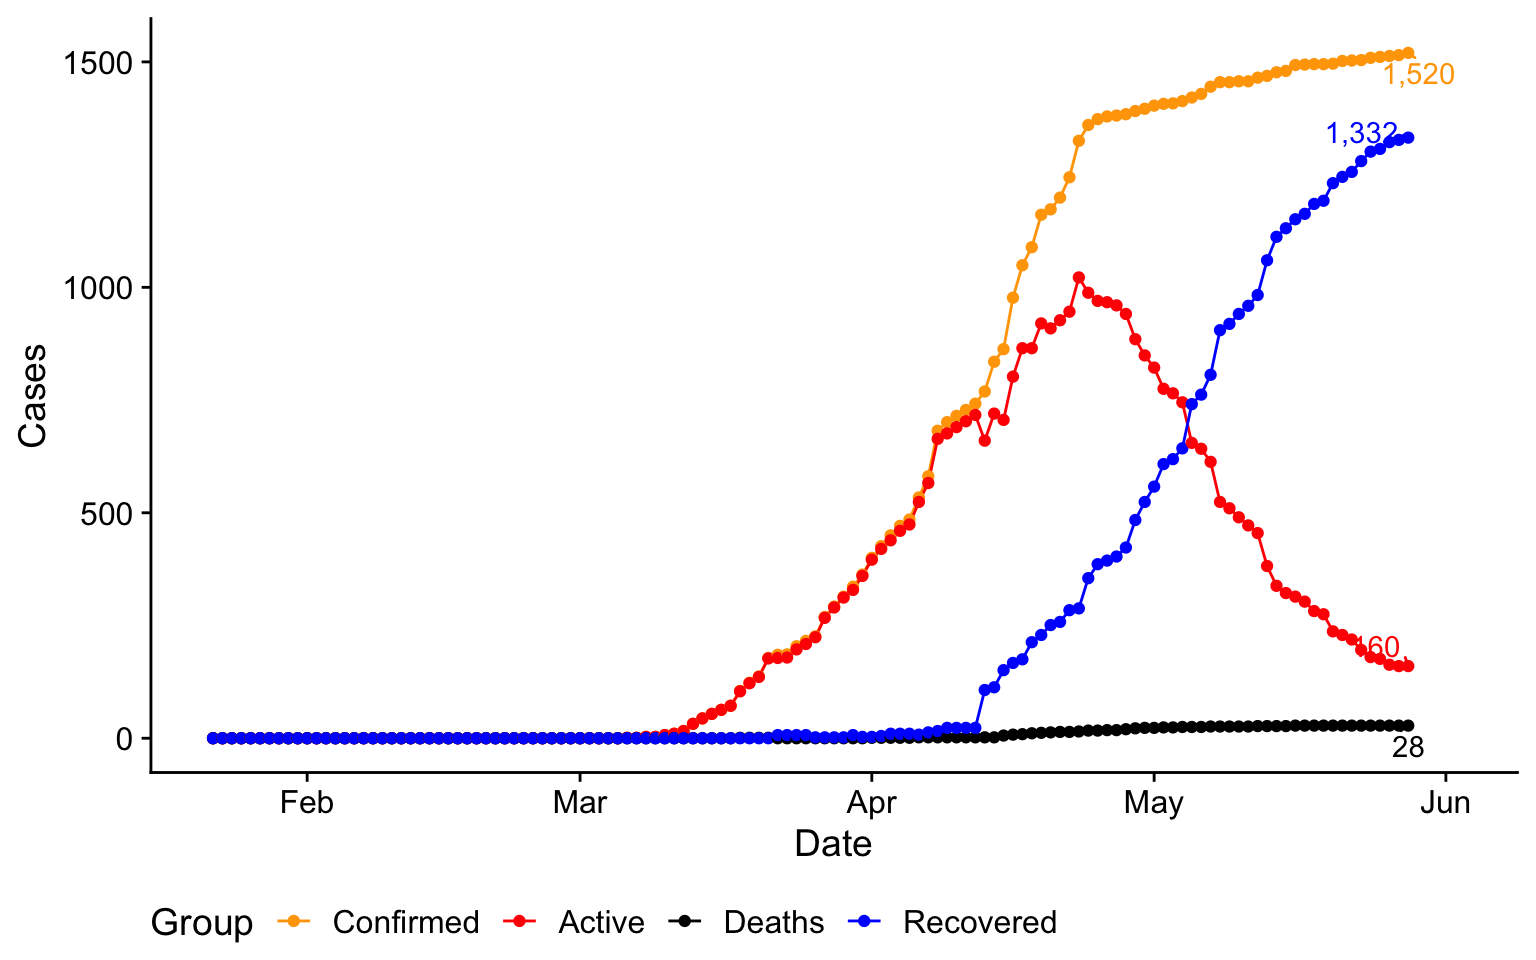 1500
1,520
1,332
1000
Cases
500
160
0
28
Feb Mar Apr May Jun
Date
Group Confirmed Active Deaths Recovered